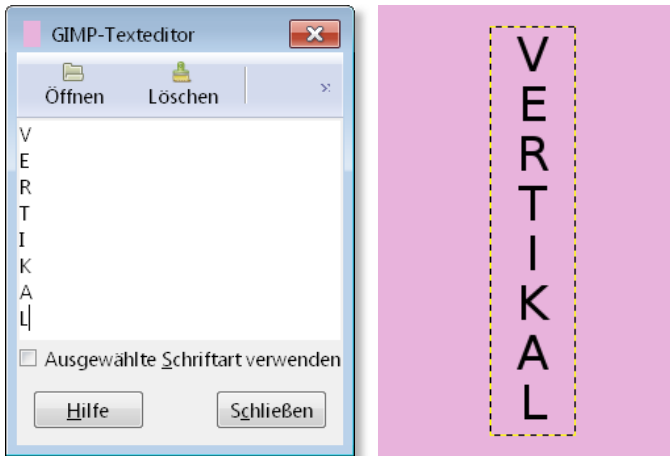 GIMP-Texteditor
Öffnen Löschen
V
E
R
T
I
K
A
L
Ausgewählte Schriftart verwenden
Hilfe Schließen
V
E
R
T
I
K
A
L